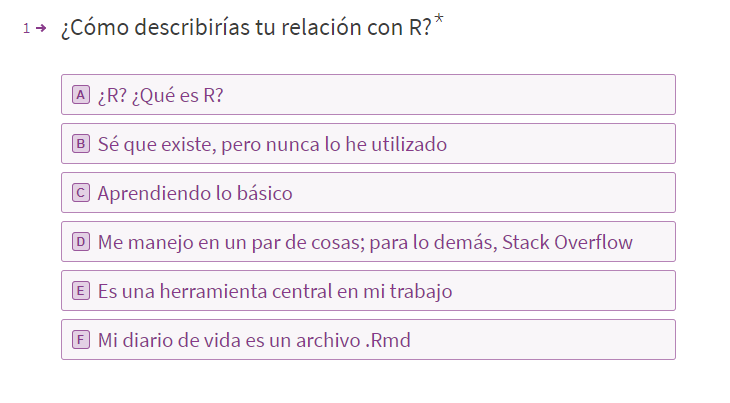 1 → ¿Cómo describirías tu relación con R?*
A ¿R? ¿Qué es R?
B Sé que existe, pero nunca lo he utilizado
C Aprendiendo lo básico
D Me manejo en un par de cosas; para lo demás, Stack Overflow
E Es una herramienta central en mi trabajo
F Mi diario de vida es un archivo .Rmd